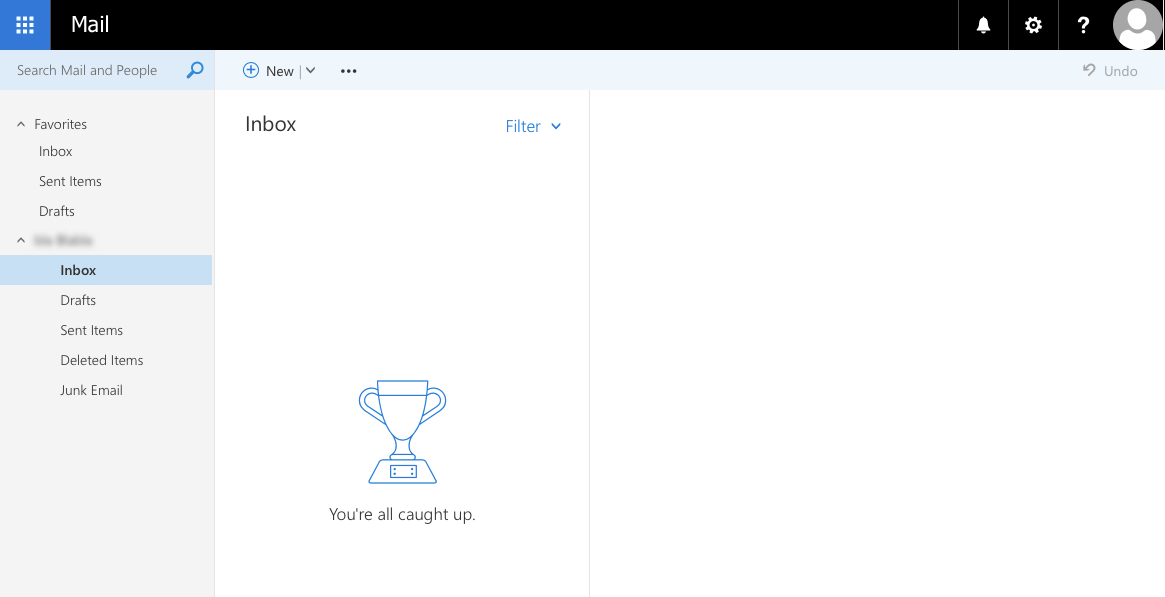 Mail
Search Mail and People
New
Undo
Favorites
Inbox
Sent Items
Drafts
Inbox
Drafts
Sent Items
Deleted Items
Junk Email
Inbox
Filter
You're all caught up.